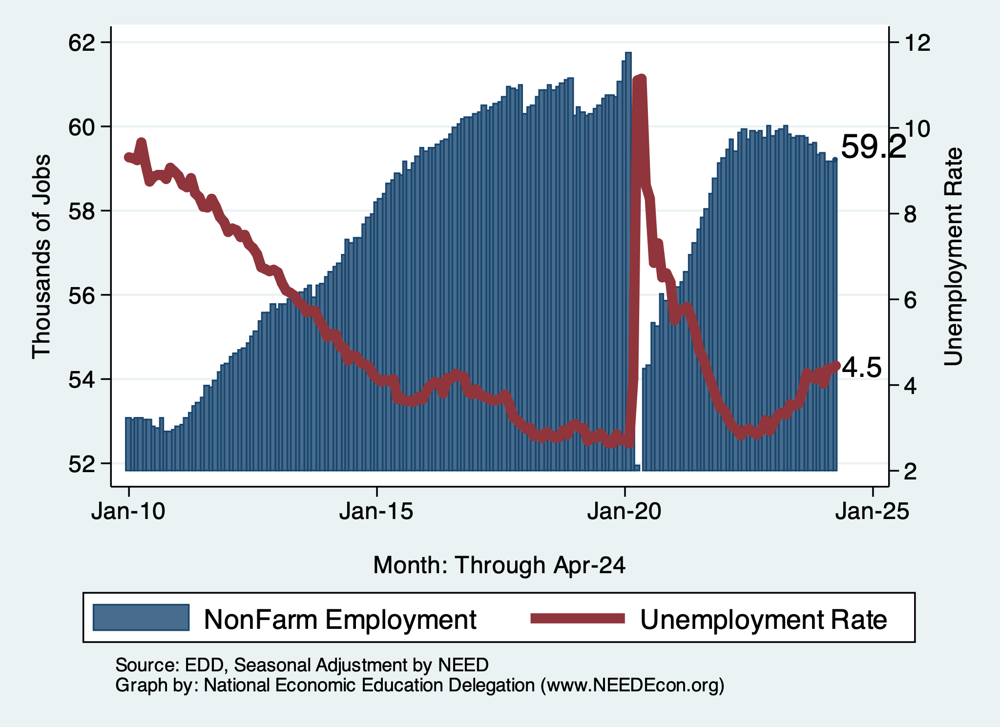 62
60
58
56
54
52
Thousands of Jobs
12
10
8
6
4
2
Unemployment Rate
59.2
4.5
Jan-10
Jan-15
Jan-20
Jan-25
Month: Through Apr-24
NonFarm Employment
Unemployment Rate
Source: EDD, Seasonal Adjustment by NEED
Graph by: National Economic Education Delegation (www.NEEDEcon.org)